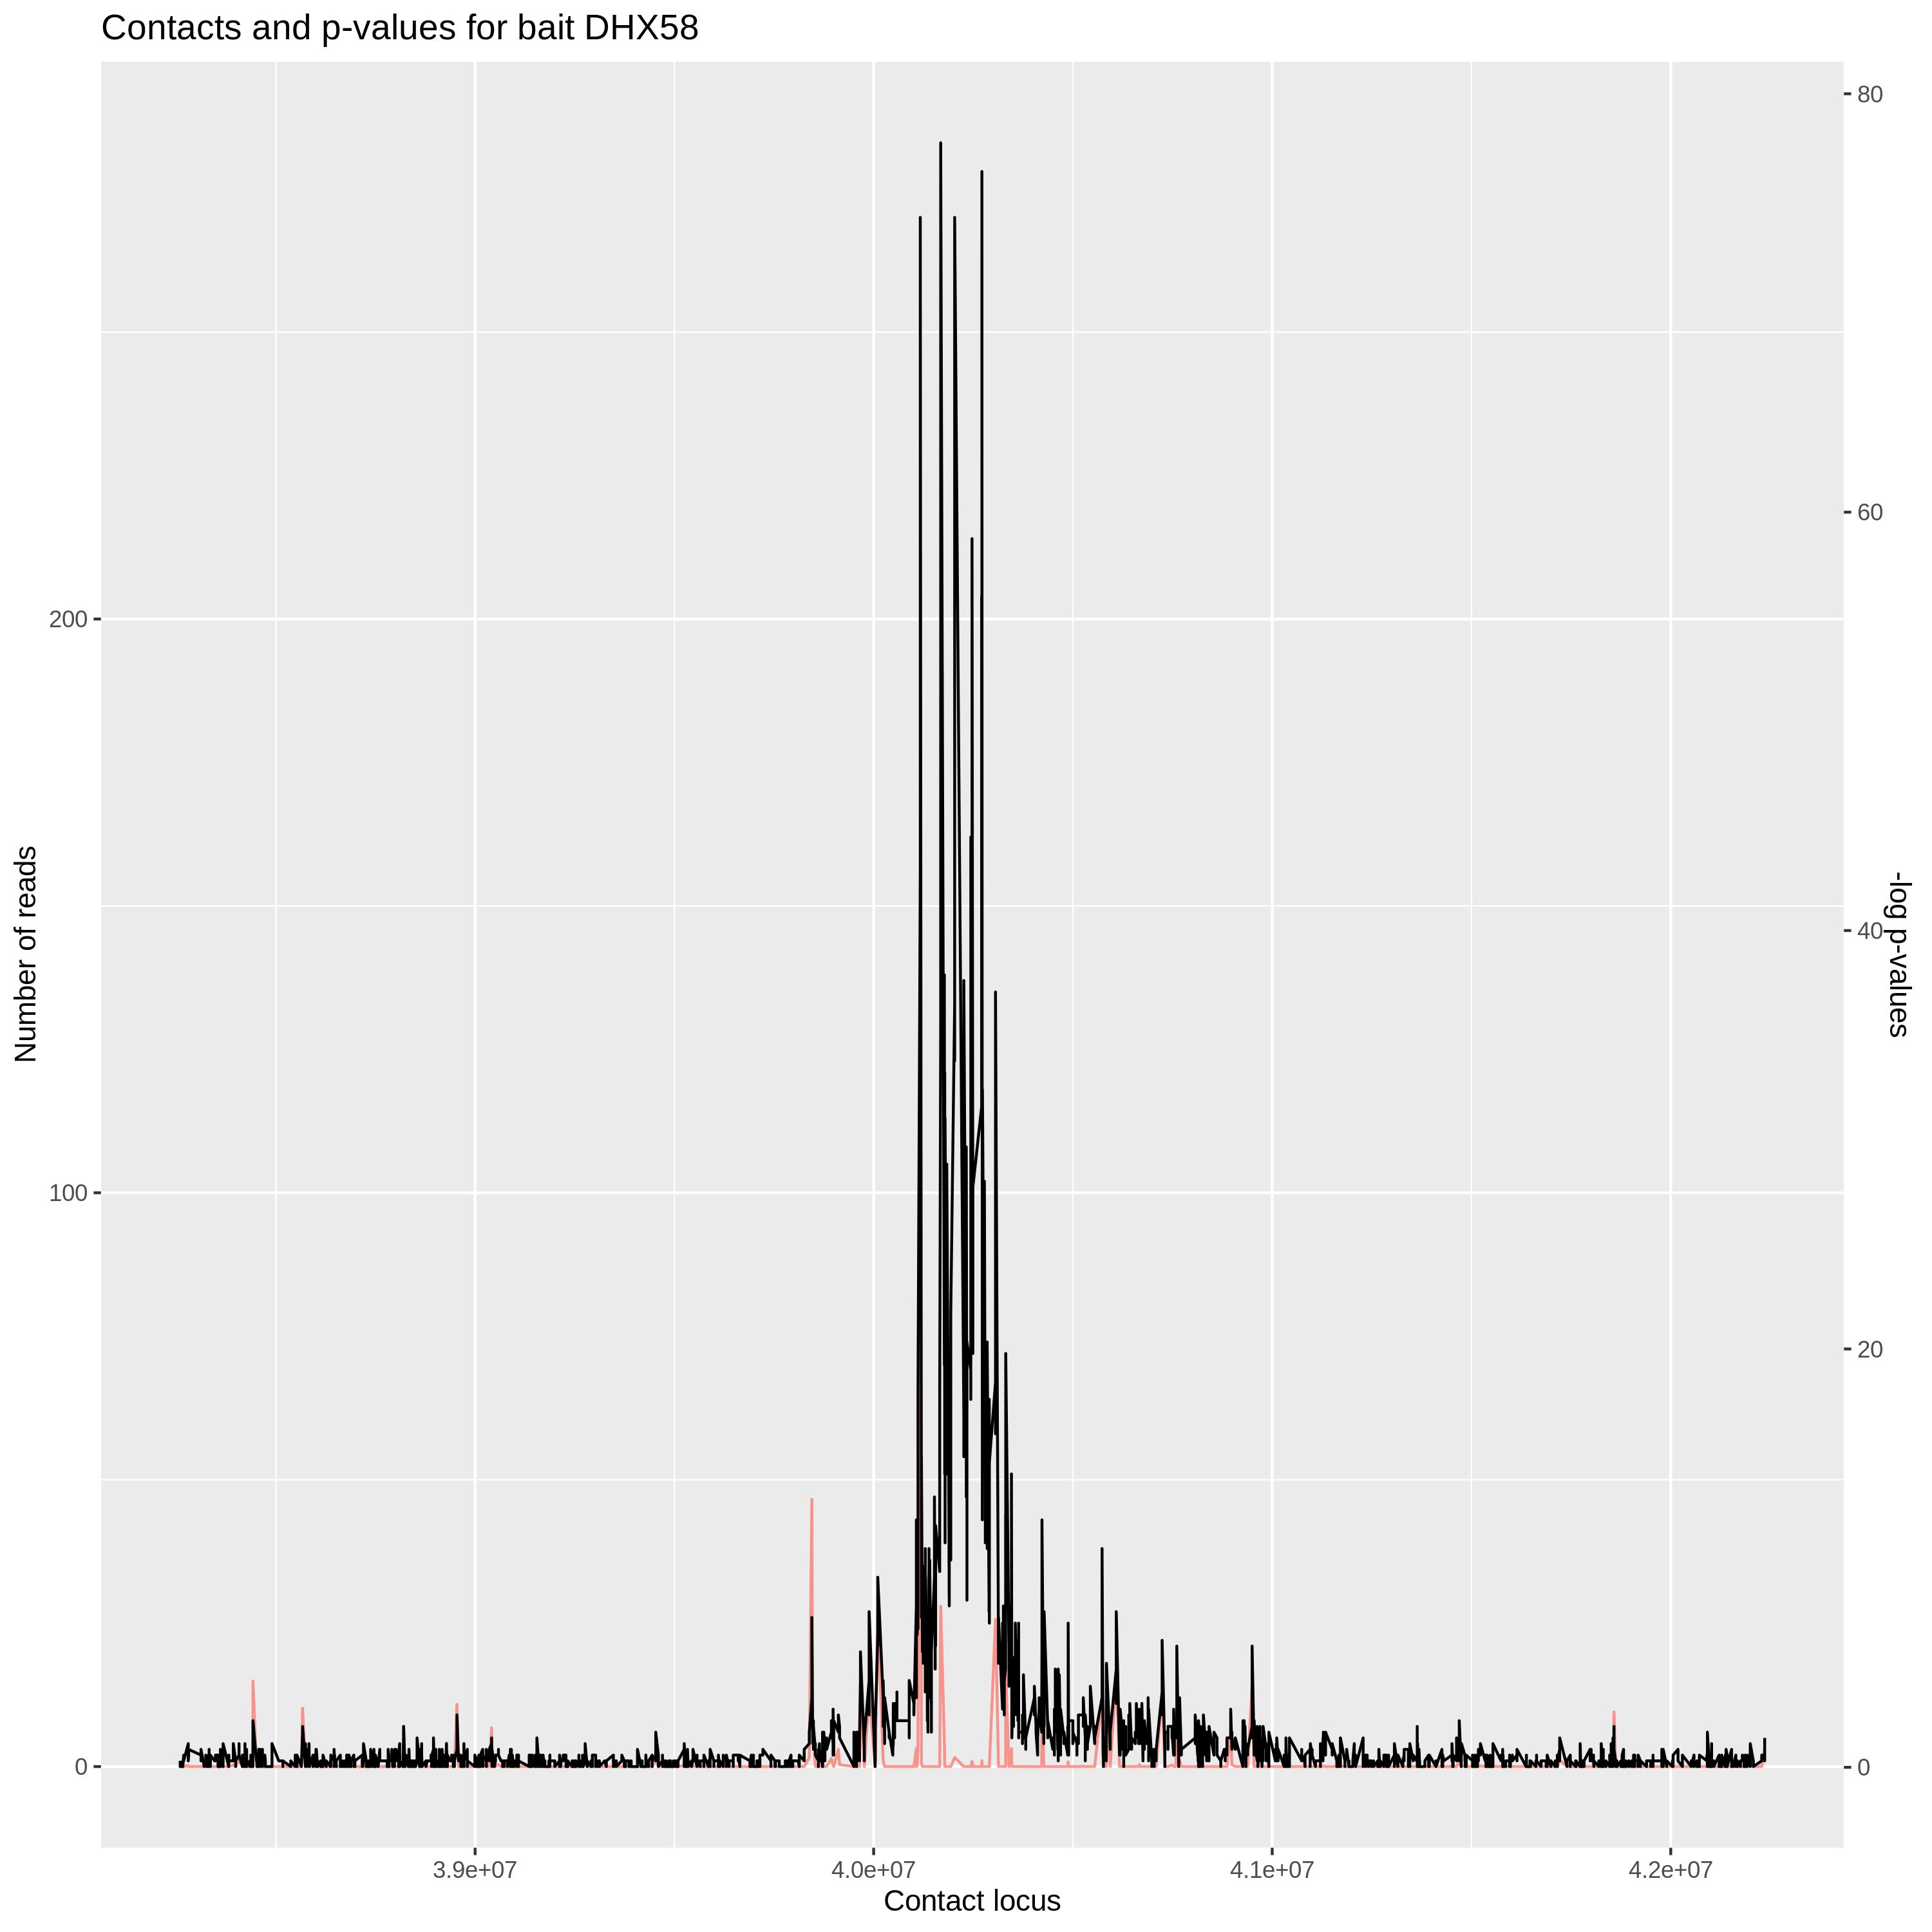 Contacts and p-values for bait DHX58
80
60
200
Number of reads
-log p-values
40
100
20
0
0
3.9e+07
4.0e+07
4.1e+07
4.2e+07
Contact locus